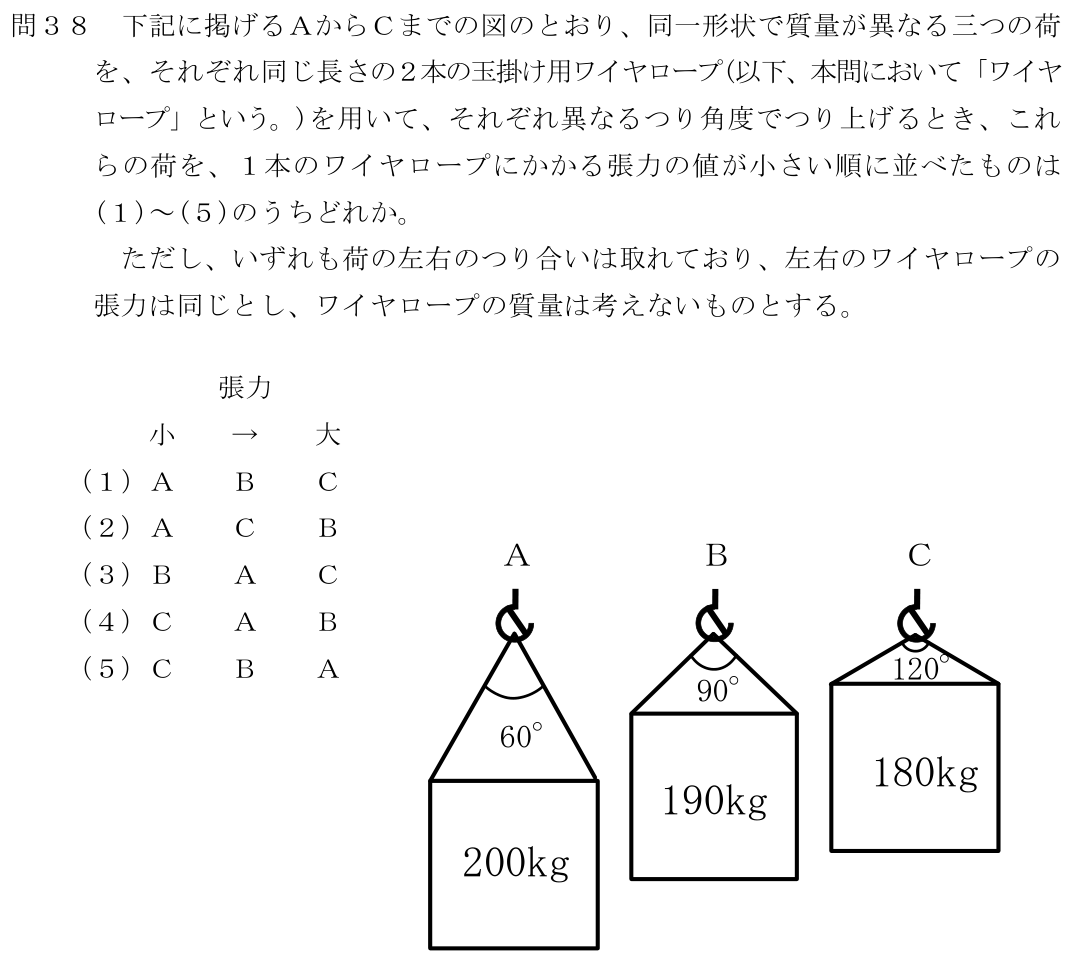 問３８　下記に掲げるＡからＣまでの図のとおり、同一形状で質量が異なる三つの荷
を、それぞれ同じ長さの２本の玉掛け用ワイヤロープ(以下、本問において「ワイヤ
ロープ」という。)を用いて、それぞれ異なるつり角度でつり上げるとき、これ
らの荷を、１本のワイヤロープにかかる張力の値が小さい順に並べたものは
(１)～(５)のうちどれか。
ただし、いずれも荷の左右のつり合いは取れており、左右のワイヤロープの
張力は同じとし、ワイヤロープの質量は考えないものとする。
張力
小　→　大
(１) Ａ　Ｂ　Ｃ
(２) Ａ　Ｃ　Ｂ
(３) Ｂ　Ａ　Ｃ
(４) Ｃ　Ａ　Ｂ
(５) Ｃ　Ｂ　Ａ
Ａ
60°
200kg
Ｂ
90°
190kg
Ｃ
120°
180kg